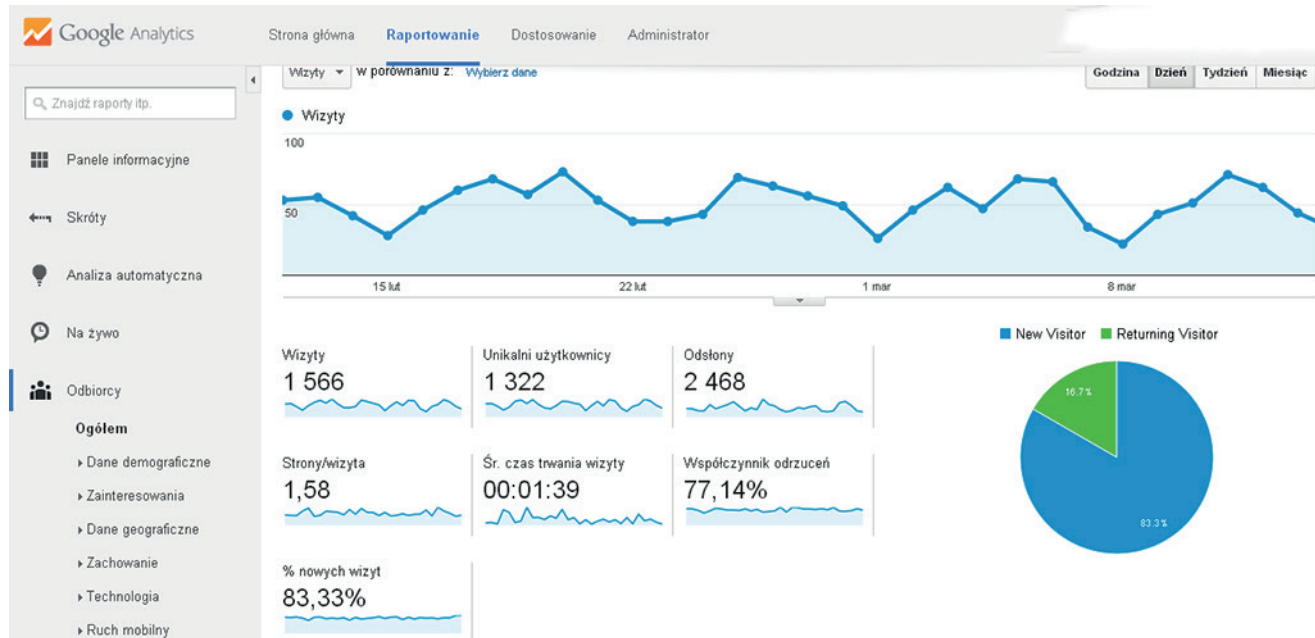 Google Analytics
Strona główna Raportowanie Dostosowanie Administrator
Wizyty w porównaniu z: Wybierz dane
Godzina Dzień Tydzień Miesiąc
Znajdź raporty itp.
Wizyty
100
50
15 lut 22 lut 1 mar 8 mar
Panele informacyjne
Skróty
Analiza automatyczna
Na żywo
Odbiorcy
Ogółem
Dane demograficzne
Zainteresowania
Dane geograficzne
Zachowanie
Technologia
Ruch mobilny
Wizyty
1 566
Unikalni użytkownicy
1 322
Odsłony
2 468
Strony/wizyta
1,58
Śr. czas trwania wizyty
00:01:39
Współczynnik odrzuceń
77,14%
% nowych wizyt
83,33%
New Visitor Returning Visitor
16.7%
83.3%